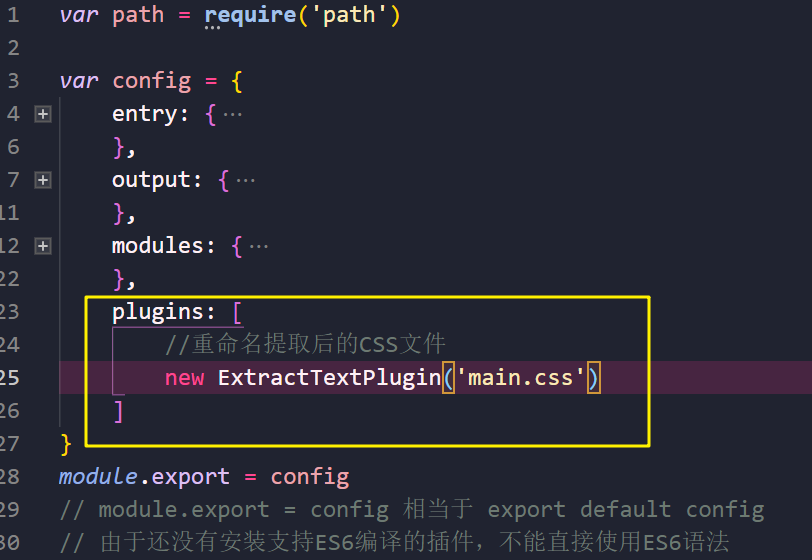 1 var path = require('path')
2
3 var config = {
4 entry: { ···
6 },
7 output: { ···
11 },
12 modules: { ···
22 },
23 plugins: [
24 //重命名提取后的CSS文件
25 new ExtractTextPlugin('main.css')
26 ]
27 }
28 module.export = config
29 // module.export = config 相当于 export default config
30 // 由于还没有安装支持ES6编译的插件，不能直接使用ES6语法